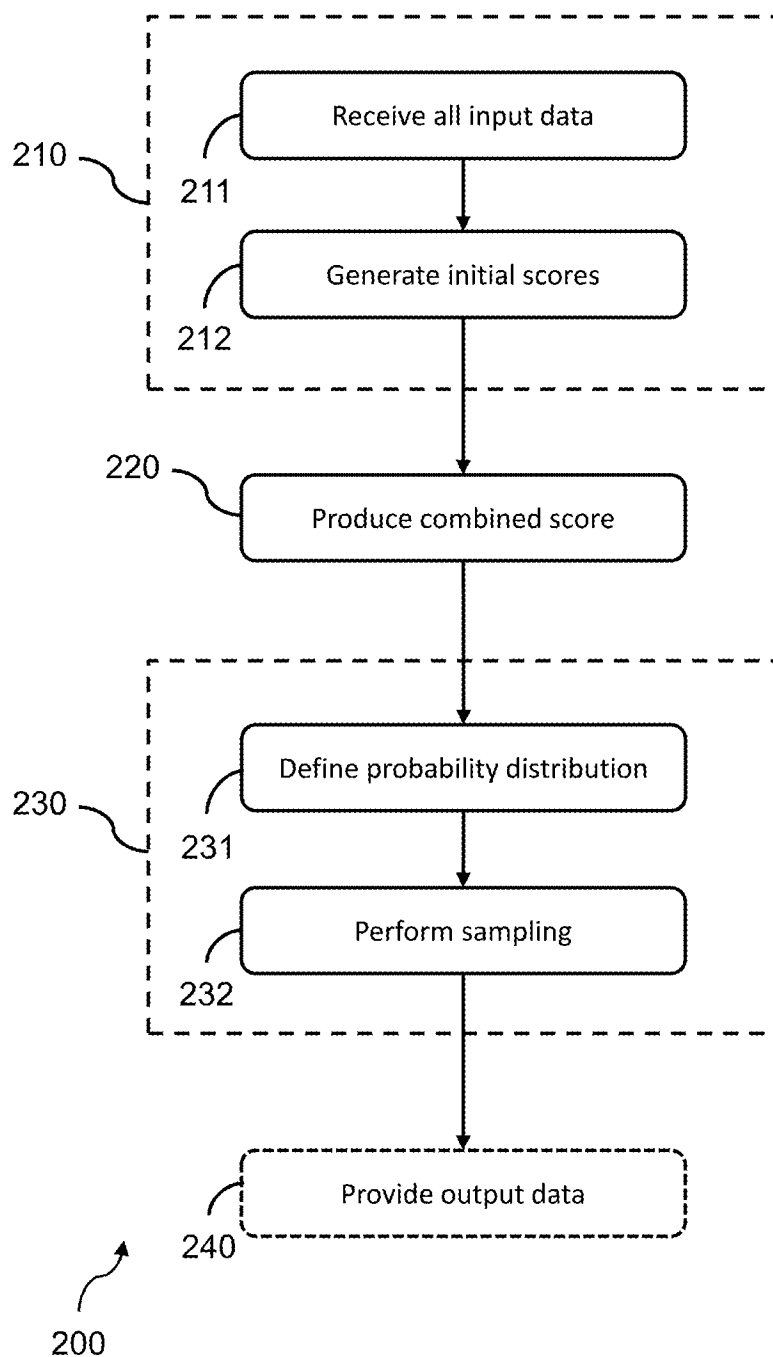 Receive all input data
210
211
Generate initial scores
212
220
Produce combined score
Define probability distribution
230
231
Perform sampling
232
Provide output data
240
200